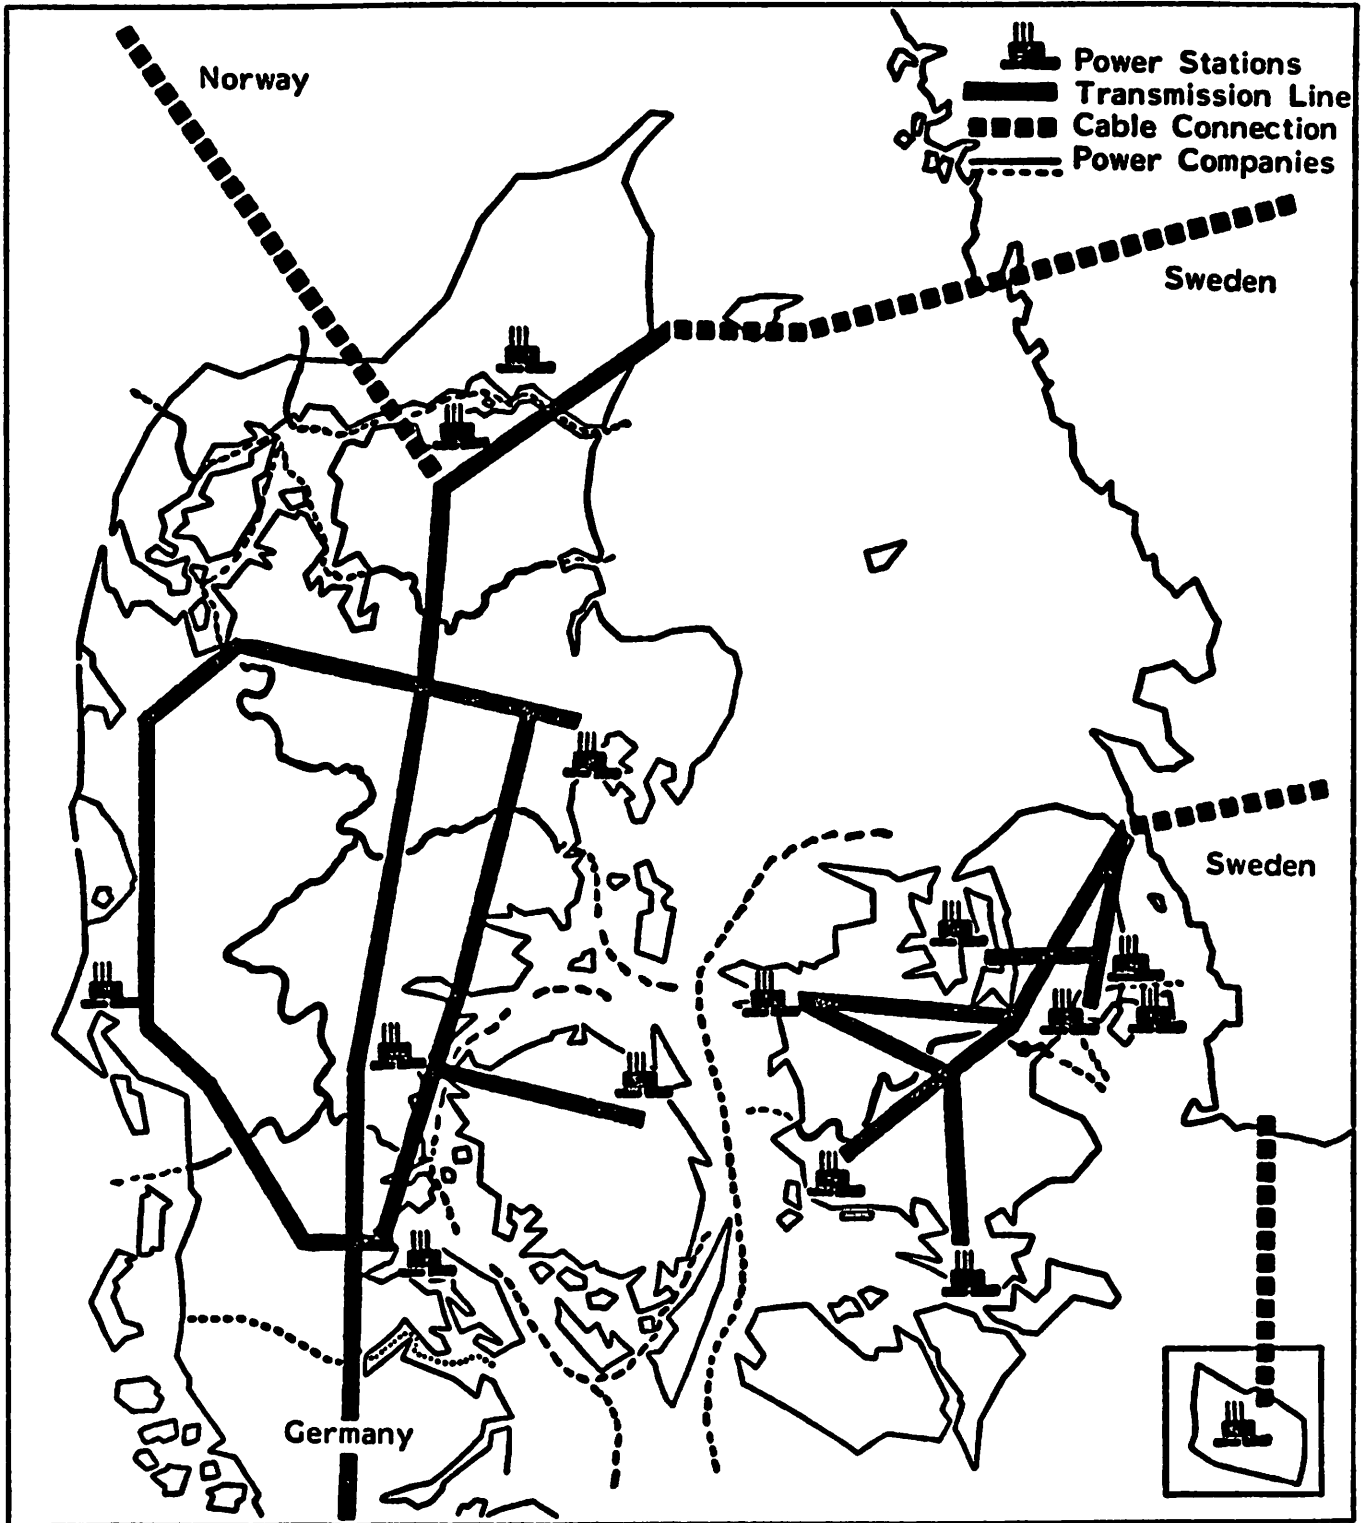 Norway
Power Stations
Transmission Line
Cable Connection
Power Companies
Sweden
Sweden
Germany